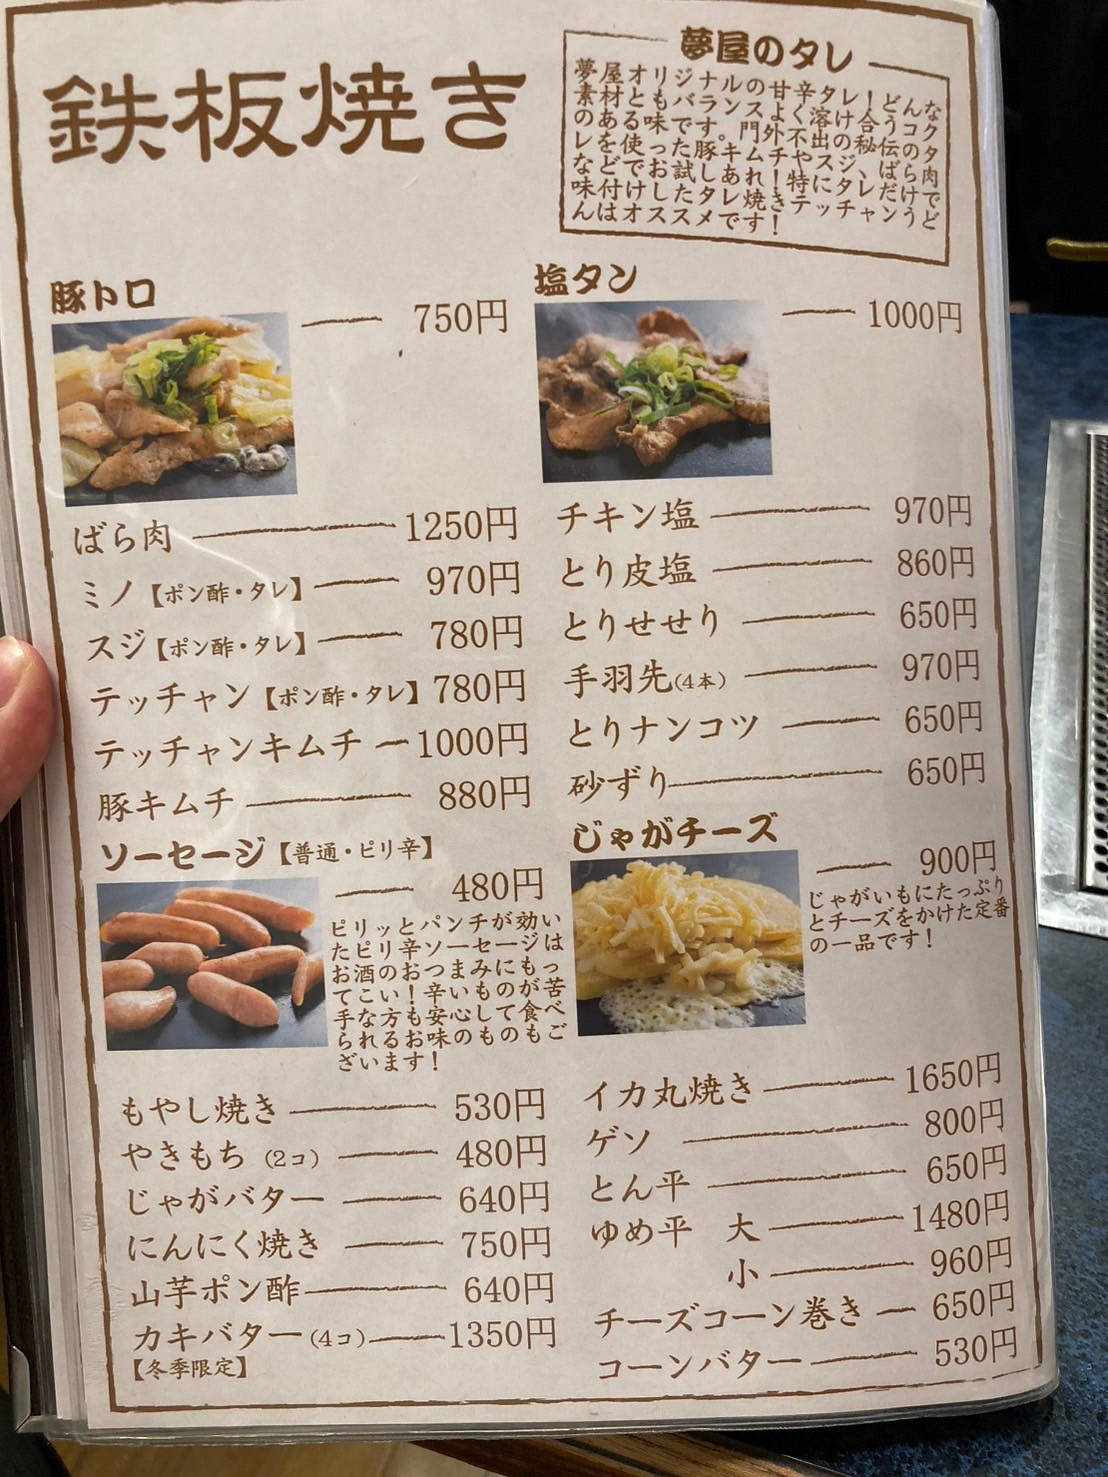 鉄板焼き
夢屋のタレ
夢屋オリジナルの甘辛タレ！どんな
素材ともバランスよく溶け合うコク
のある味です。門外不出の秘伝のタ
レを使った豚キムチやスジ、ばら肉
などでお試しあれ！特にタレだけで
味付けしたタレ焼きテッチャンうど
んはオススメです！
豚トロ
750円
塩タン
1000円
ばら肉 1250円
ミノ【ポン酢・タレ】 970円
スジ【ポン酢・タレ】 780円
テッチャン【ポン酢・タレ】 780円
テッチャンキムチ 1000円
豚キムチ 880円
チキン塩 970円
とり皮塩 860円
とりせせり 650円
手羽先(4本) 970円
とりナンコツ 650円
砂ずり 650円
ソーセージ【普通・ピリ辛】
480円
ピリッとパンチが効い
たピリ辛ソーセージは
お酒のおつまみにもっ
てこい！辛いものが苦
手な方も安心して食べ
られるお味のものもご
ざいます！
じゃがチーズ
900円
じゃがいもにたっぷり
とチーズをかけた定番
の一品です！
もやし焼き 530円
やきもち (2コ) 480円
じゃがバター 640円
にんにく焼き 750円
山芋ポン酢 640円
カキバター(4コ) 1350円
【冬季限定】
イカ丸焼き 1650円
ゲソ 800円
とん平 650円
ゆめ平 大 1480円
小 960円
チーズコーン巻き 650円
コーンバター 530円